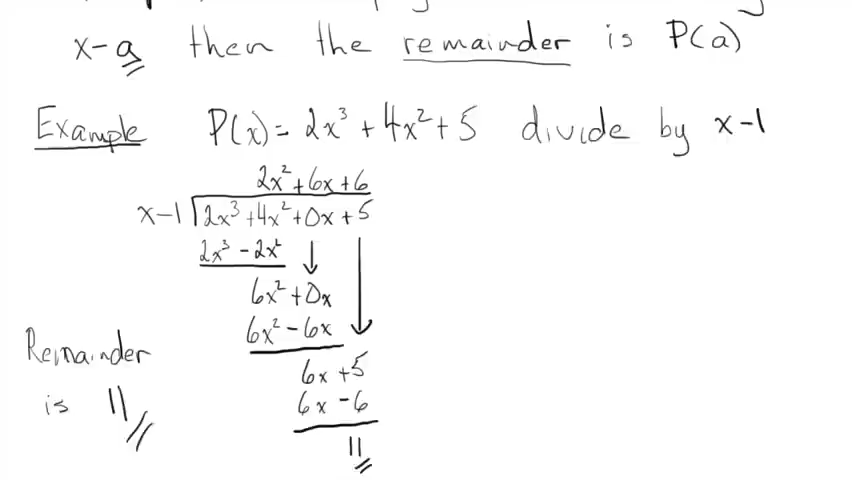 x-a then the remainder is P(a)
Example P(x)= 2x³ + 4x² + 5 divide by x-1
2x² + 6x + 6
x-1 2x³ + 4x² + 0x + 5
2x³ - 2x²
6x² + 0x
6x² - 6x
Remainder
6x + 5
is 11
6x - 6
11